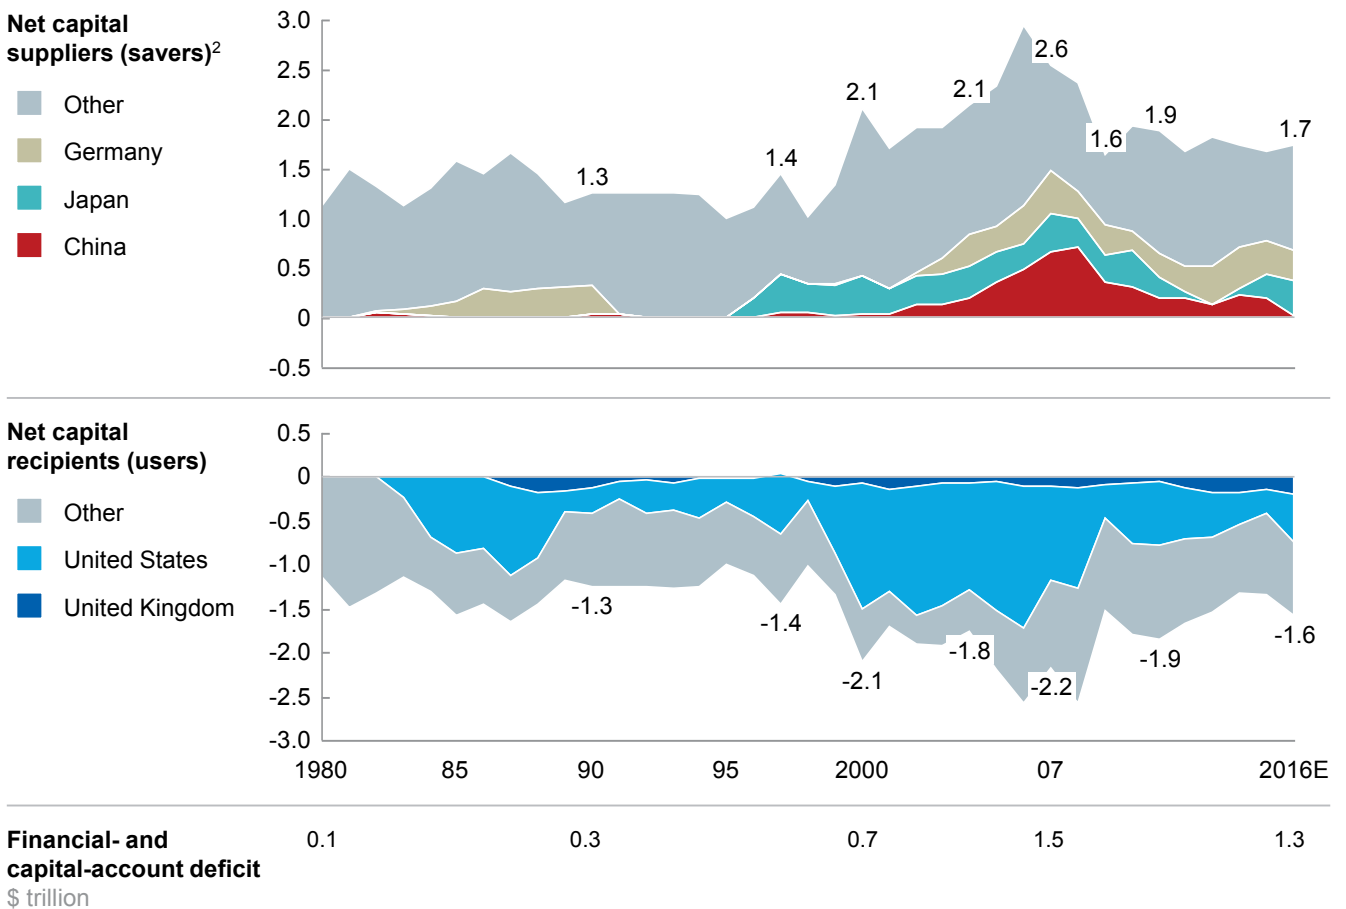 Net capital
suppliers (savers)2
Other
Germany
Japan
China
3.0
2.5
2.0
1.5
1.0
0.5
0
-0.5
1.3
1.4
2.1
2.1
2.6
1.6
1.9
1.7
Net capital
recipients (users)
Other
United States
United Kingdom
0.5
0
-0.5
-1.0
-1.5
-2.0
-2.5
-3.0
-1.3
-1.4
-2.1
-1.8
-2.2
-1.9
-1.6
1980 85 90 95 2000 07 2016E
Financial- and
capital-account deficit
$ trillion
0.1 0.3 0.7 1.5 1.3